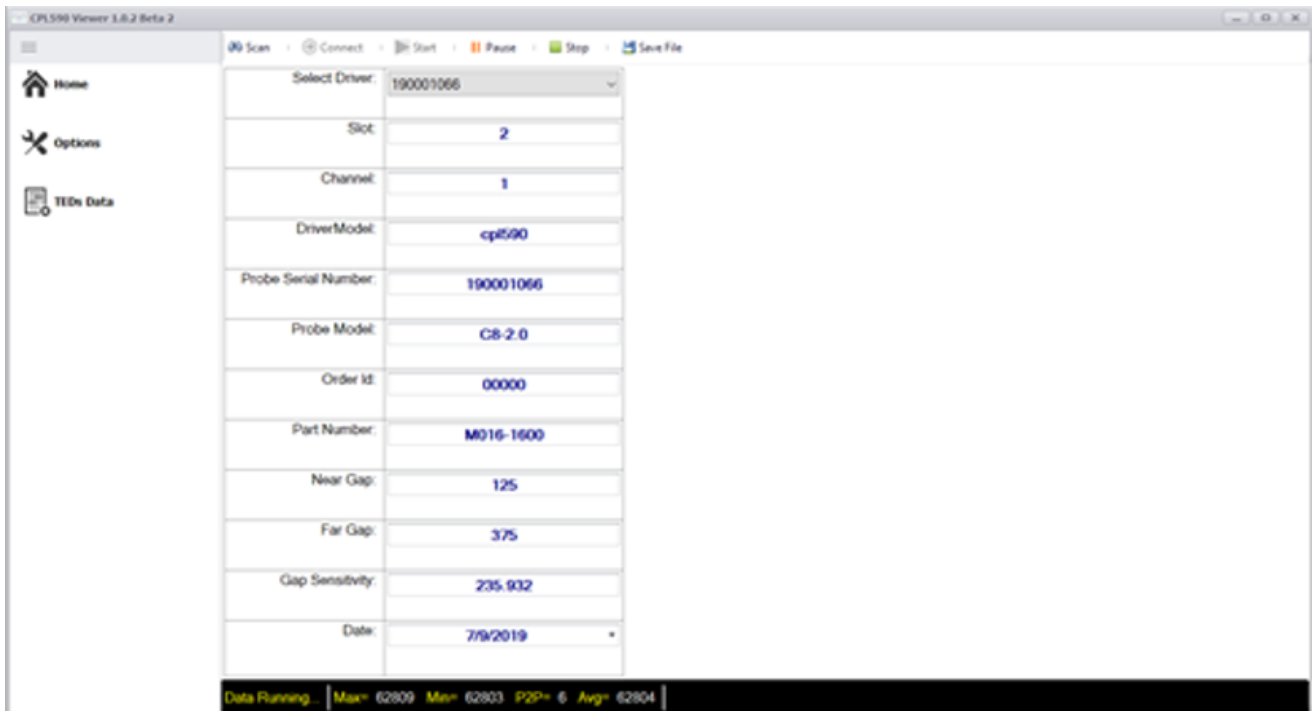 CPL590 Viewer 1.0.2 Beta 2
Scan Connect Start Pause Stop Save File
Home
Options
TEDs Data
Select Driver: 190001066
Slot: 2
Channel: 1
DriverModel: cpl590
Probe Serial Number: 190001066
Probe Model: C8-2.0
Order Id: 00000
Part Number: M016-1600
Near Gap: 125
Far Gap: 375
Gap Sensitivity: 235.932
Date: 7/9/2019
Data Running... Max= 62809 Min= 62803 P2P= 6 Avg= 62804